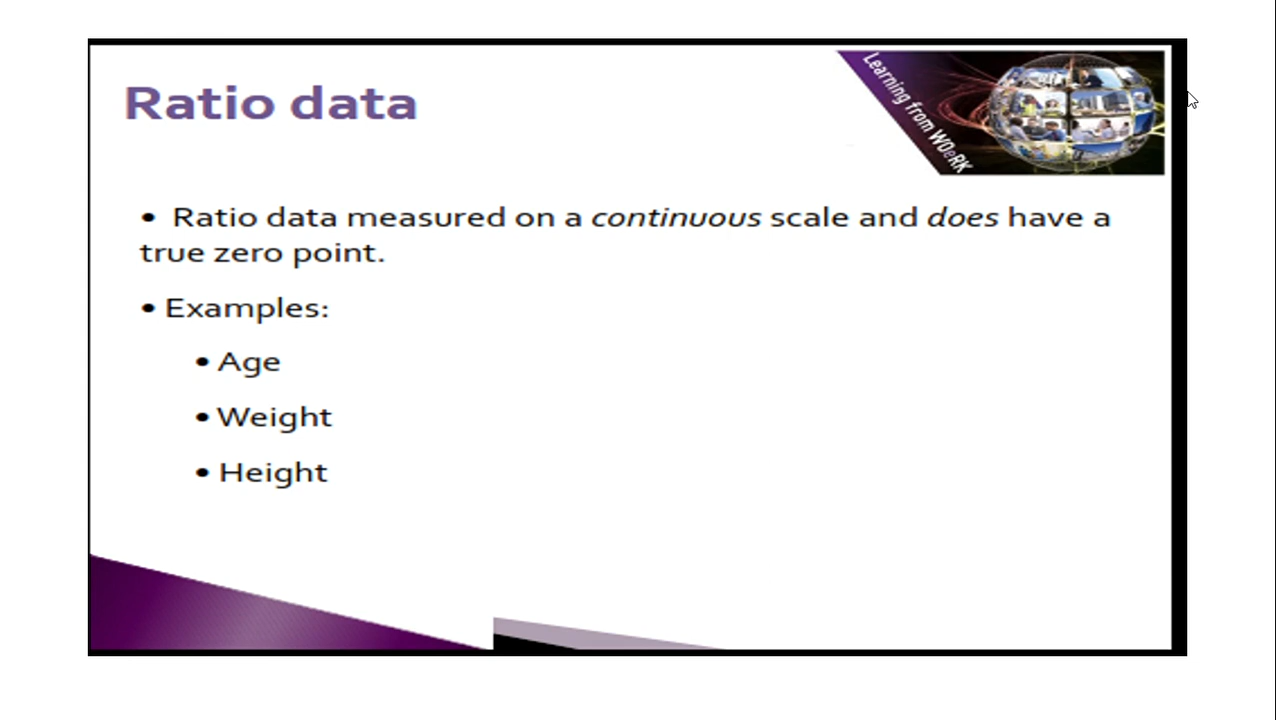 Ratio data
Learning from WOeRK
• Ratio data measured on a continuous scale and does have a
true zero point.
• Examples:
• Age
• Weight
• Height